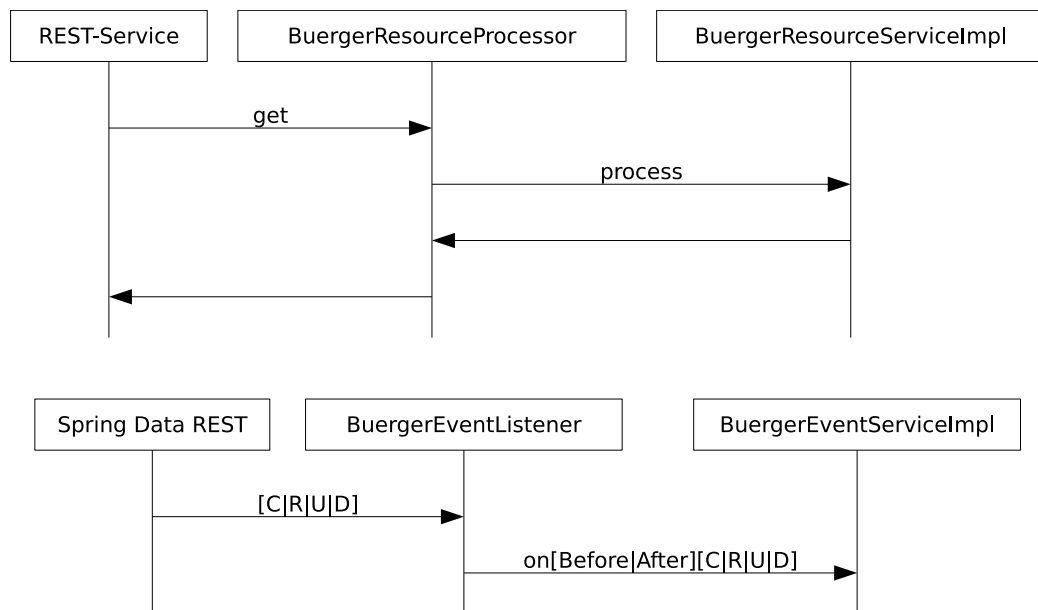 REST-Service
BuergerResourceProcessor
BuergerResourceServiceImpl
get
process
Spring Data REST
BuergerEventListener
BuergerEventServiceImpl
[C|R|U|D]
on[Before|After][C|R|U|D]